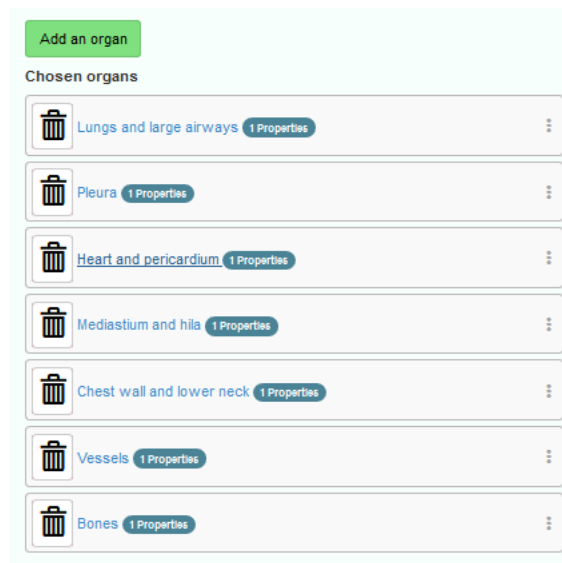 Add an organ
Chosen organs
Lungs and large airways 1 Properties
Pleura 1 Properties
Heart and pericardium 1 Properties
Mediastium and hila 1 Properties
Chest wall and lower neck 1 Properties
Vessels 1 Properties
Bones 1 Properties